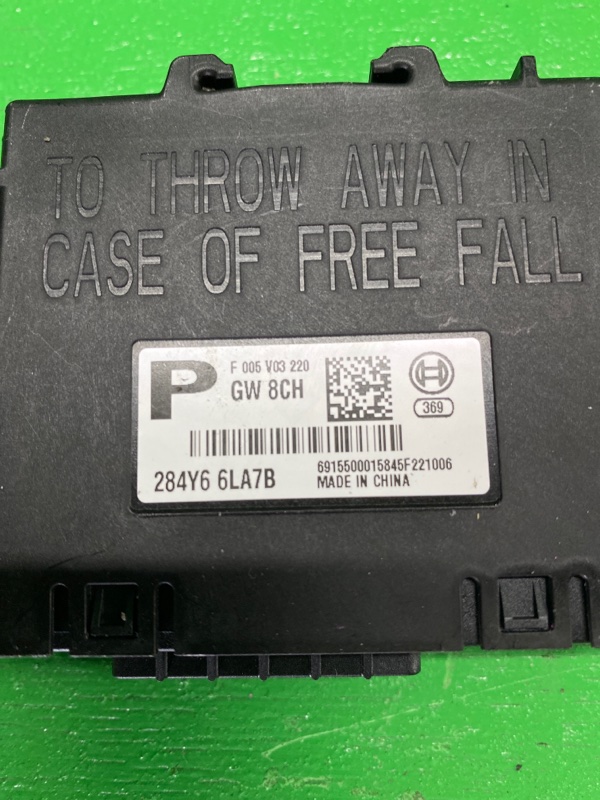 TO THROW AWAY IN
CASE OF FREE FALL
P
F 005 V03 220
GW 8CH
369
284Y6 6LA7B
6915500015845F221006
MADE IN CHINA